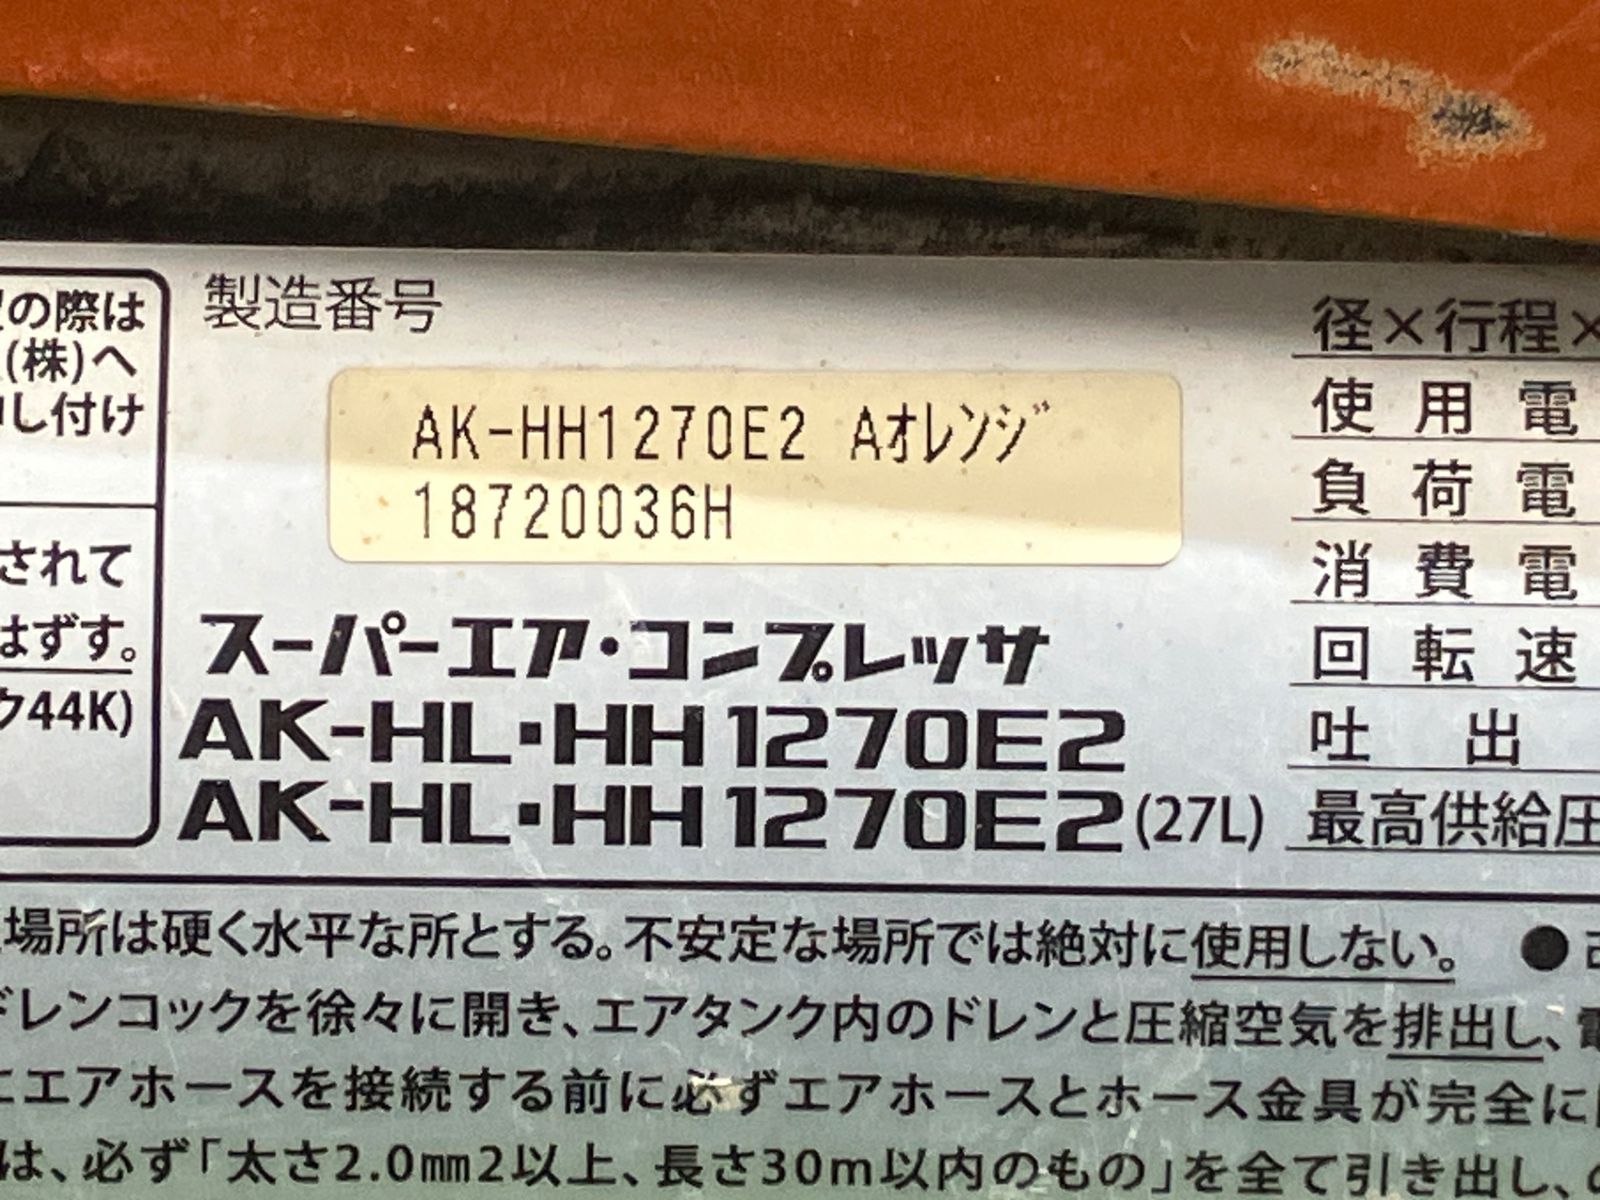 の際は
(株)へ
し付け
されて
はずす。
ク44K)
製造番号
AK-HH1270E2 Aオレンジ
18720036H
スーパーエア・コンプレッサ
AK-HL・HH1270E2
AK-HL・HH1270E2(27L)
径×行程×
使用電
負荷電
消費電
回転速
吐出
最高供給圧
場所は硬く水平な所とする。不安定な場所では絶対に使用しない。 ●
ドレンコックを徐々に開き、エアタンク内のドレンと圧縮空気を排出し、電
エアホースを接続する前に必ずエアホースとホース金具が完全に
は、必ず「太さ2.0mm2以上、長さ30m以内のもの」を全て引き出し、